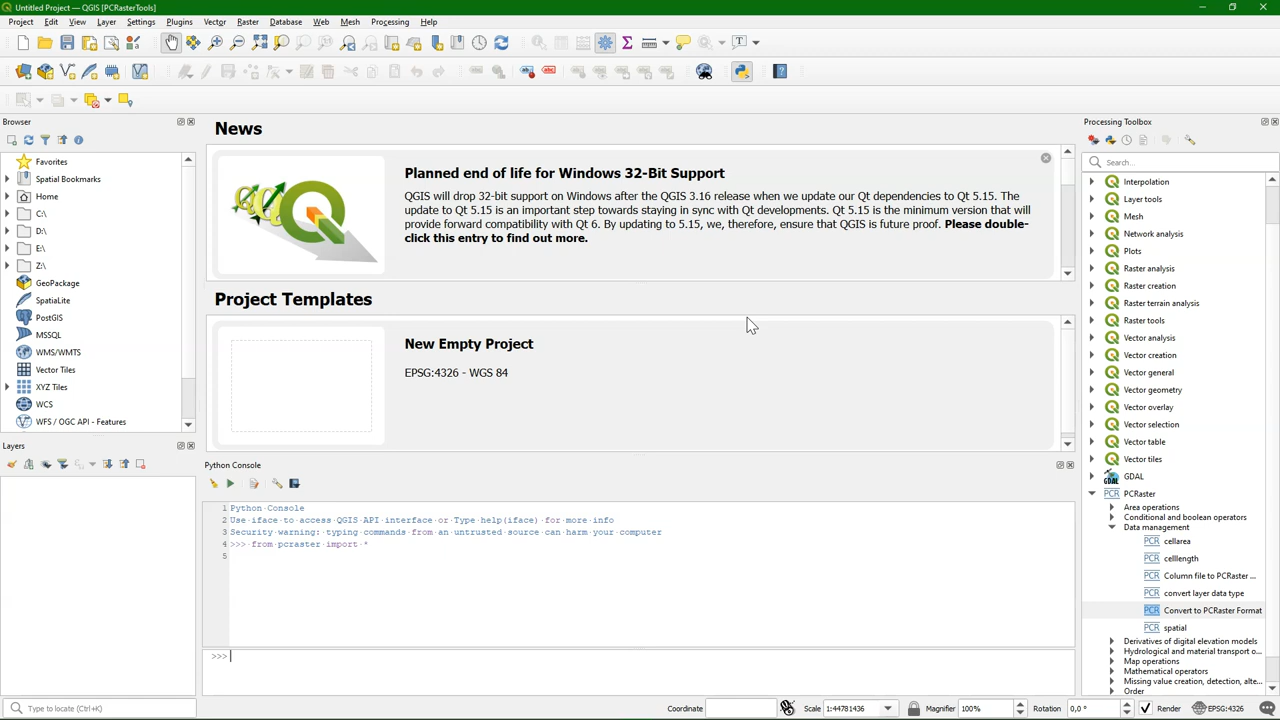 Untitled Project — QGIS [PCRasterTools]
Project Edit View Layer Settings Plugins Vector Raster Database Web Mesh Processing Help
Browser
Favorites
Spatial Bookmarks
Home
C:\
D:\
E:\
Z:\
GeoPackage
SpatiaLite
PostGIS
MSSQL
WMS/WMTS
Vector Tiles
XYZ Tiles
WCS
WFS / OGC API - Features
Layers
Type to locate (Ctrl+K)
News
Planned end of life for Windows 32-Bit Support
QGIS will drop 32-bit support on Windows after the QGIS 3.16 release when we update our Qt dependencies to Qt 5.15. The
update to Qt 5.15 is an important step towards staying in sync with Qt developments. Qt 5.15 is the minimum version that will
provide forward compatibility with Qt 6. By updating to 5.15, we, therefore, ensure that QGIS is future proof. Please double-
click this entry to find out more.
Project Templates
New Empty Project
EPSG:4326 - WGS 84
Python Console
1 Python Console
2 Use iface to access QGIS API interface or Type help(iface) for more info
3 Security warning: typing commands from an untrusted source can harm your computer
4 >>> from pcraster import *
5
>>>
Processing Toolbox
Search...
Interpolation
Layer tools
Mesh
Network analysis
Plots
Raster analysis
Raster creation
Raster terrain analysis
Raster tools
Vector analysis
Vector creation
Vector general
Vector geometry
Vector overlay
Vector selection
Vector table
Vector tiles
GDAL GDAL
PCR PCRaster
Area operations
Conditional and boolean operators
Data management
PCR cellarea
PCR celllength
PCR Column file to PCRaster ...
PCR convert layer data type
PCR Convert to PCRaster Format
PCR spatial
Derivatives of digital elevation models
Hydrological and material transport o...
Map operations
Mathematical operators
Missing value creation, detection, alte...
Order
Coordinate Scale 1:44781436 Magnifier 100% Rotation 0,0 ° Render EPSG:4326